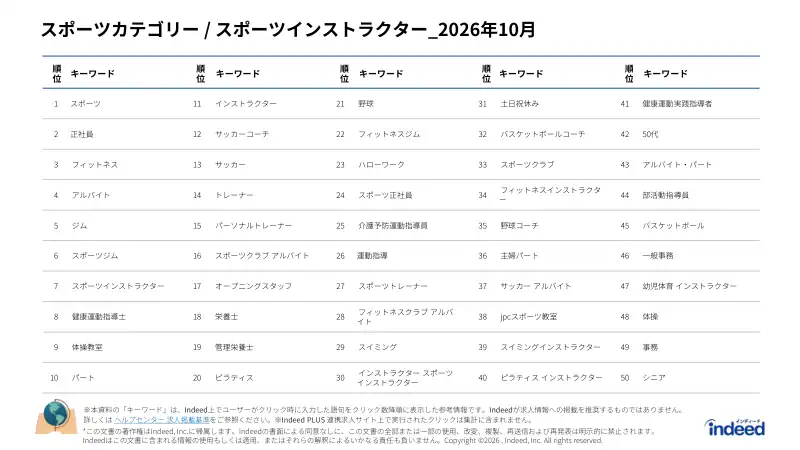 スポーツカテゴリー / スポーツインストラクター_2026年10月
順位 キーワード 順位 キーワード 順位 キーワード 順位 キーワード 順位 キーワード
1 スポーツ 11 インストラクター 21 野球 31 土日祝休み 41 健康運動実践指導者
2 正社員 12 サッカーコーチ 22 フィットネスジム 32 バスケットボールコーチ 42 50代
3 フィットネス 13 サッカー 23 ハローワーク 33 スポーツクラブ 43 アルバイト・パート
4 アルバイト 14 トレーナー 24 スポーツ正社員 34 フィットネスインストラクター 44 部活動指導員
5 ジム 15 パーソナルトレーナー 25 介護予防運動指導員 35 野球コーチ 45 バスケットボール
6 スポーツジム 16 スポーツクラブ アルバイト 26 運動指導 36 主婦パート 46 一般事務
7 スポーツインストラクター 17 オープニングスタッフ 27 スポーツトレーナー 37 サッカー アルバイト 47 幼児体育 インストラクター
8 健康運動指導士 18 栄養士 28 フィットネスクラブ アルバイト 38 jpcスポーツ教室 48 体操
9 体操教室 19 管理栄養士 29 スイミング 39 スイミングインストラクター 49 事務
10 パート 20 ピラティス 30 インストラクター スポーツインストラクター 40 ピラティス インストラクター 50 シニア
※本資料の「キーワード」は、Indeed上でユーザーがクリック時に入力した語句をクリック数降順に表示した参考情報です。Indeedが求人情報への掲載を推奨するものではありません。
詳しくは ヘルプセンター 求人掲載基準をご参照ください。※Indeed PLUS 連携求人サイト上で実行されたクリックは集計に含まれません。
*この文書の著作権はIndeed, Inc.に帰属します。Indeedの書面による同意なしに、この文書の全部または一部の使用、改変、複製、再送信および再発表は明示的に禁止されます。
Indeedはこの文書に含まれる情報の使用もしくは適用、またはそれらの解釈によるいかなる責任も負いません。Copyright ©2026 , Indeed, Inc. All rights reserved.
インディード
indeed